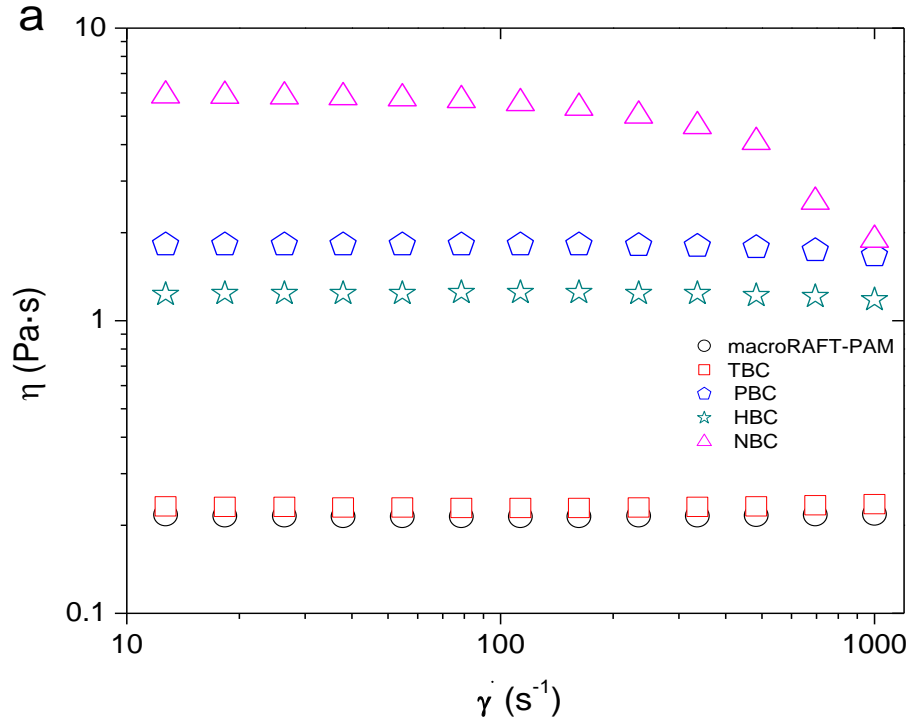 a
10
1
0.1
η (Pa·s)
macroRAFT-PAM
TBC
PBC
HBC
NBC
10
100
1000
γ̇ (s⁻¹)